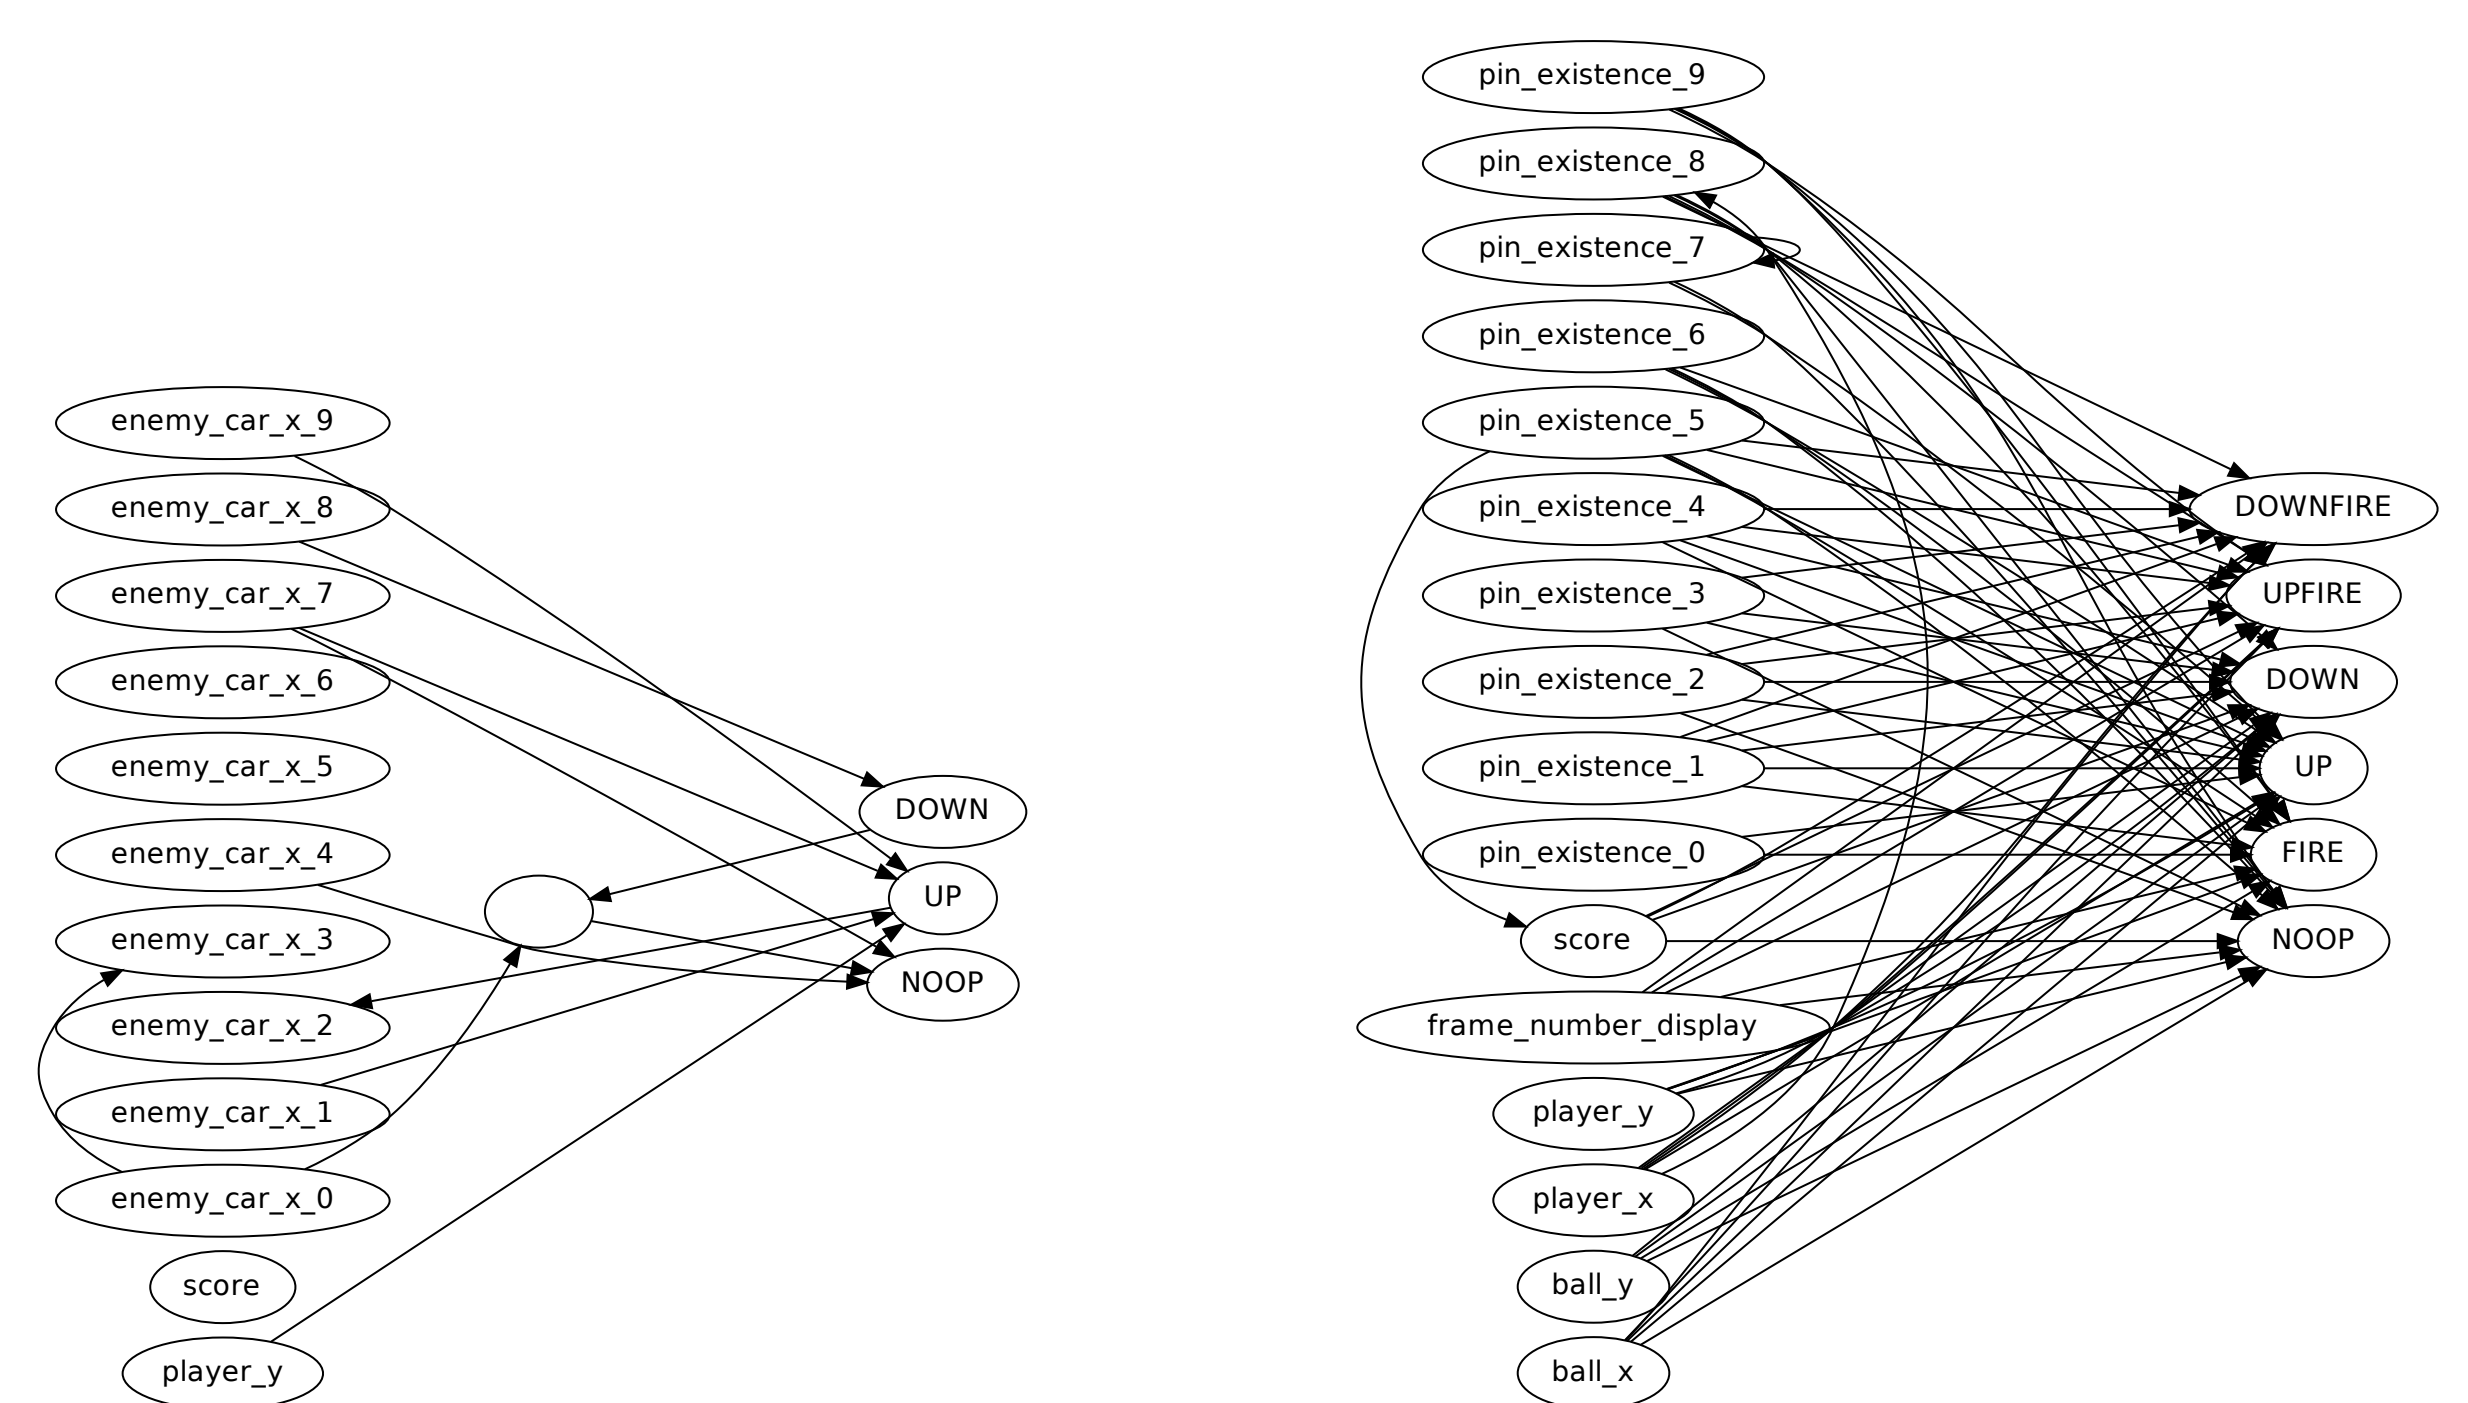 enemy_car_x_9
enemy_car_x_8
enemy_car_x_7
enemy_car_x_6
enemy_car_x_5
enemy_car_x_4
enemy_car_x_3
enemy_car_x_2
enemy_car_x_1
enemy_car_x_0
score
player_y
DOWN
UP
NOOP
pin_existence_9
pin_existence_8
pin_existence_7
pin_existence_6
pin_existence_5
pin_existence_4
pin_existence_3
pin_existence_2
pin_existence_1
pin_existence_0
score
frame_number_display
player_y
player_x
ball_y
ball_x
DOWNFIRE
UPFIRE
DOWN
UP
FIRE
NOOP